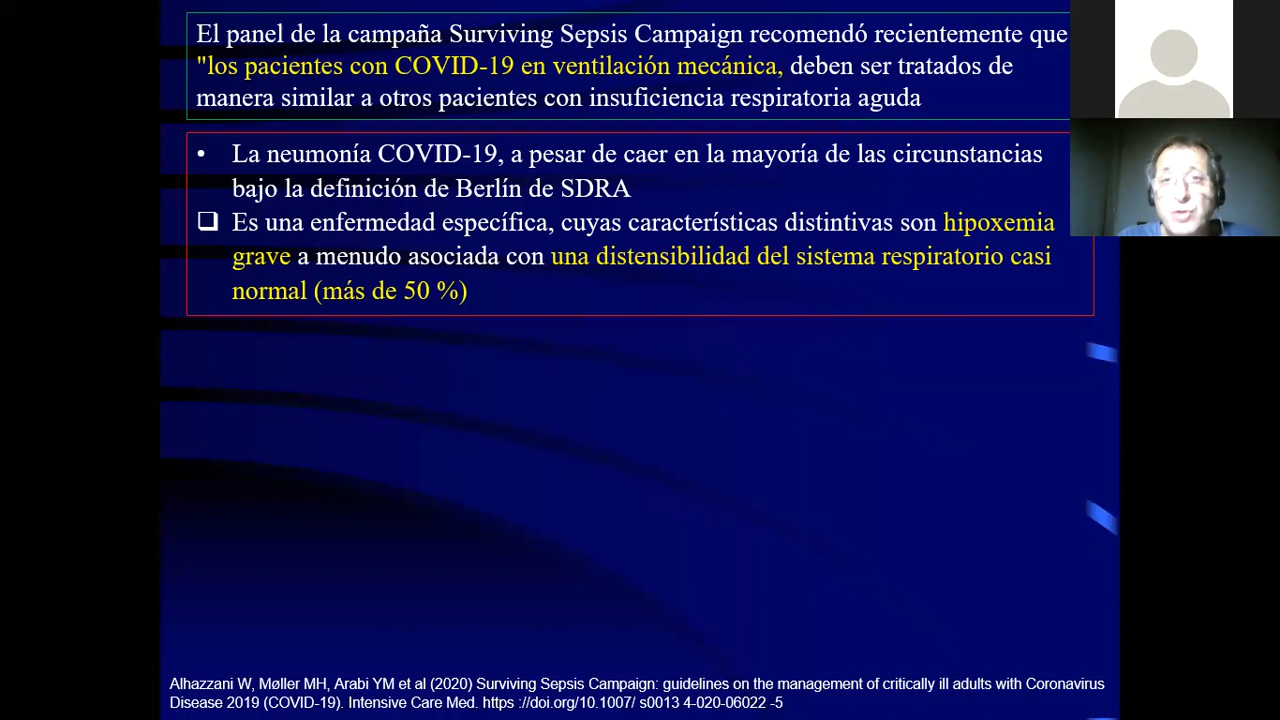 El panel de la campaña Surviving Sepsis Campaign recomendó recientemente que
"los pacientes con COVID-19 en ventilación mecánica, deben ser tratados de
manera similar a otros pacientes con insuficiencia respiratoria aguda
• La neumonía COVID-19, a pesar de caer en la mayoría de las circunstancias
bajo la definición de Berlín de SDRA
❑ Es una enfermedad específica, cuyas características distintivas son hipoxemia
grave a menudo asociada con una distensibilidad del sistema respiratorio casi
normal (más de 50 %)
Alhazzani W, Møller MH, Arabi YM et al (2020) Surviving Sepsis Campaign: guidelines on the management of critically ill adults with Coronavirus
Disease 2019 (COVID-19). Intensive Care Med. https ://doi.org/10.1007/ s0013 4-020-06022 -5